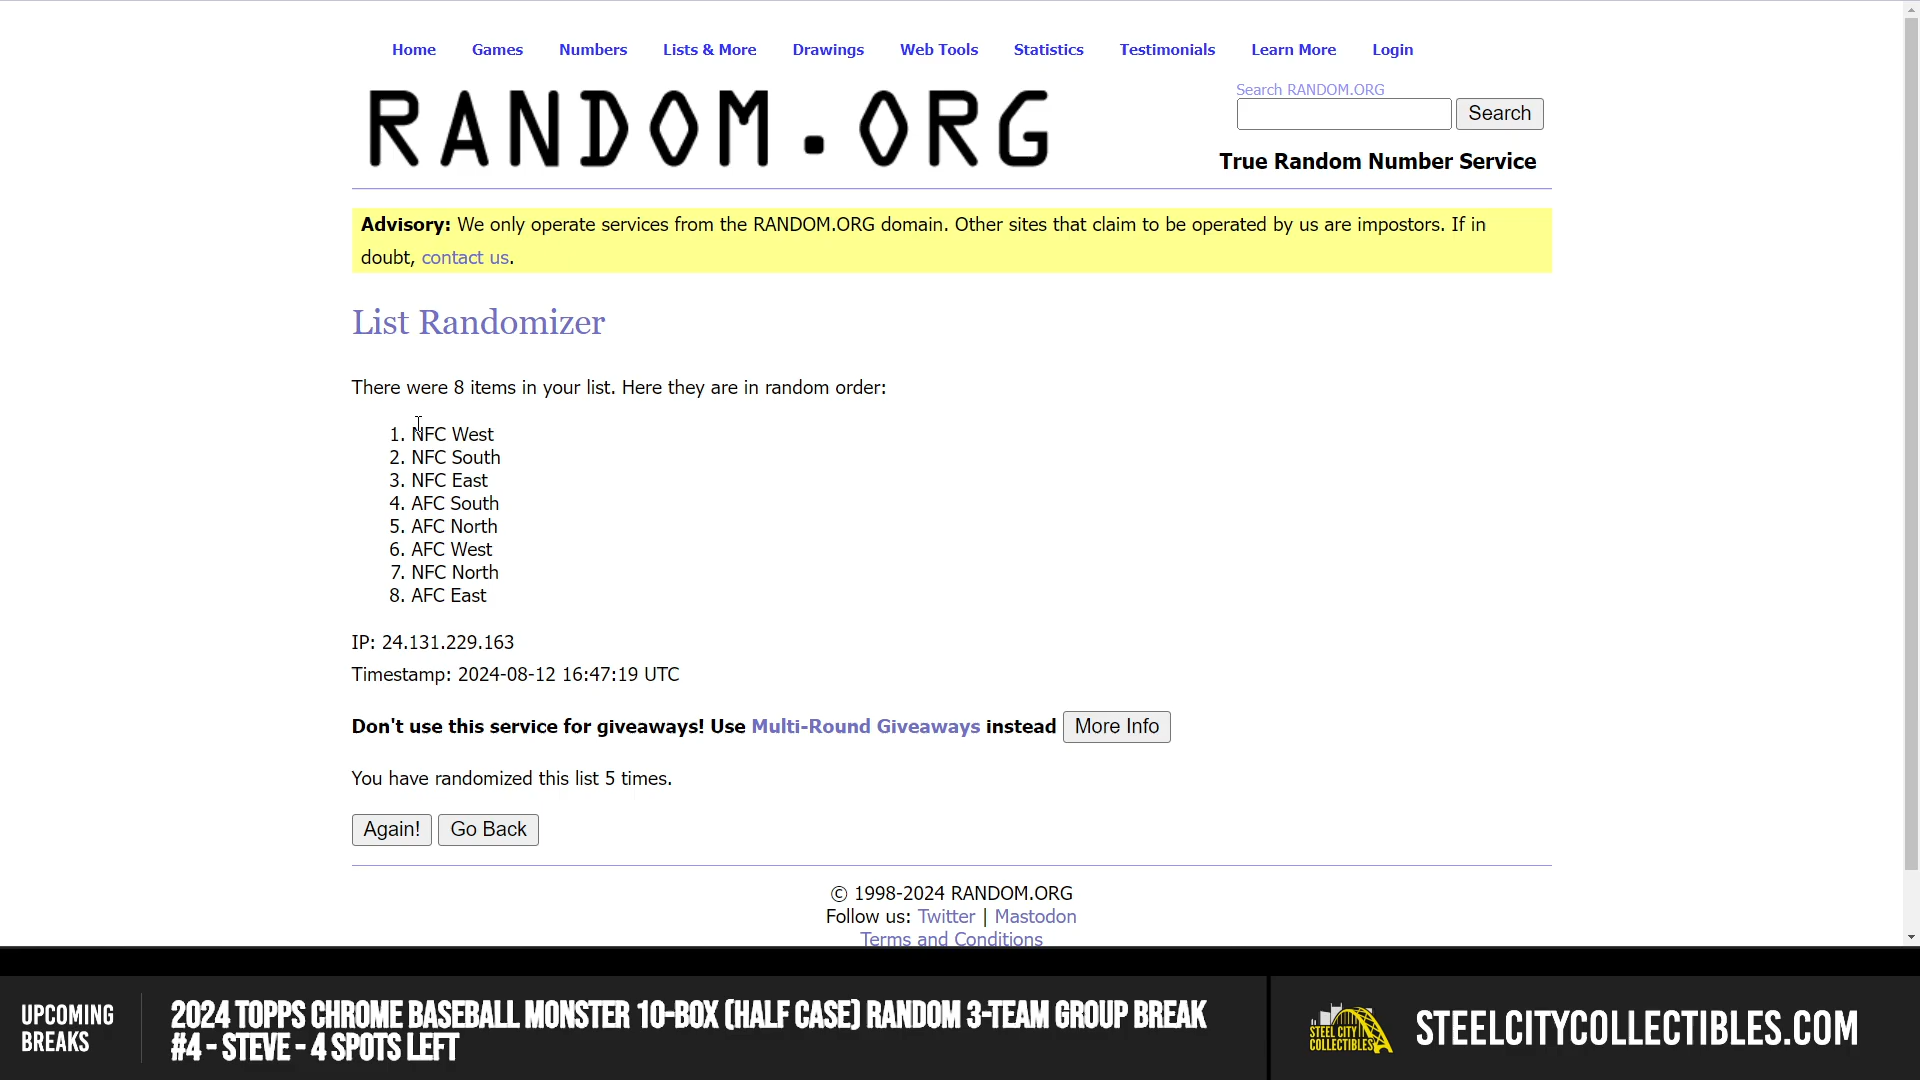 Home Games Numbers Lists & More Drawings Web Tools Statistics Testimonials Learn More Login
RANDOM.ORG
Search RANDOM.ORG
Search
True Random Number Service
Advisory: We only operate services from the RANDOM.ORG domain. Other sites that claim to be operated by us are impostors. If in
doubt, contact us.
List Randomizer
There were 8 items in your list. Here they are in random order:
1. NFC West
2. NFC South
3. NFC East
4. AFC South
5. AFC North
6. AFC West
7. NFC North
8. AFC East
IP: 24.131.229.163
Timestamp: 2024-08-12 16:47:19 UTC
Don't use this service for giveaways! Use Multi-Round Giveaways instead More Info
You have randomized this list 5 times.
Again! Go Back
© 1998-2024 RANDOM.ORG
Follow us: Twitter | Mastodon
Terms and Conditions
UPCOMING
BREAKS
2024 TOPPS CHROME BASEBALL MONSTER 10-BOX (HALF CASE) RANDOM 3-TEAM GROUP BREAK
#4 - STEVE - 4 SPOTS LEFT
STEEL CITY
COLLECTIBLES
STEELCITYCOLLECTIBLES.COM